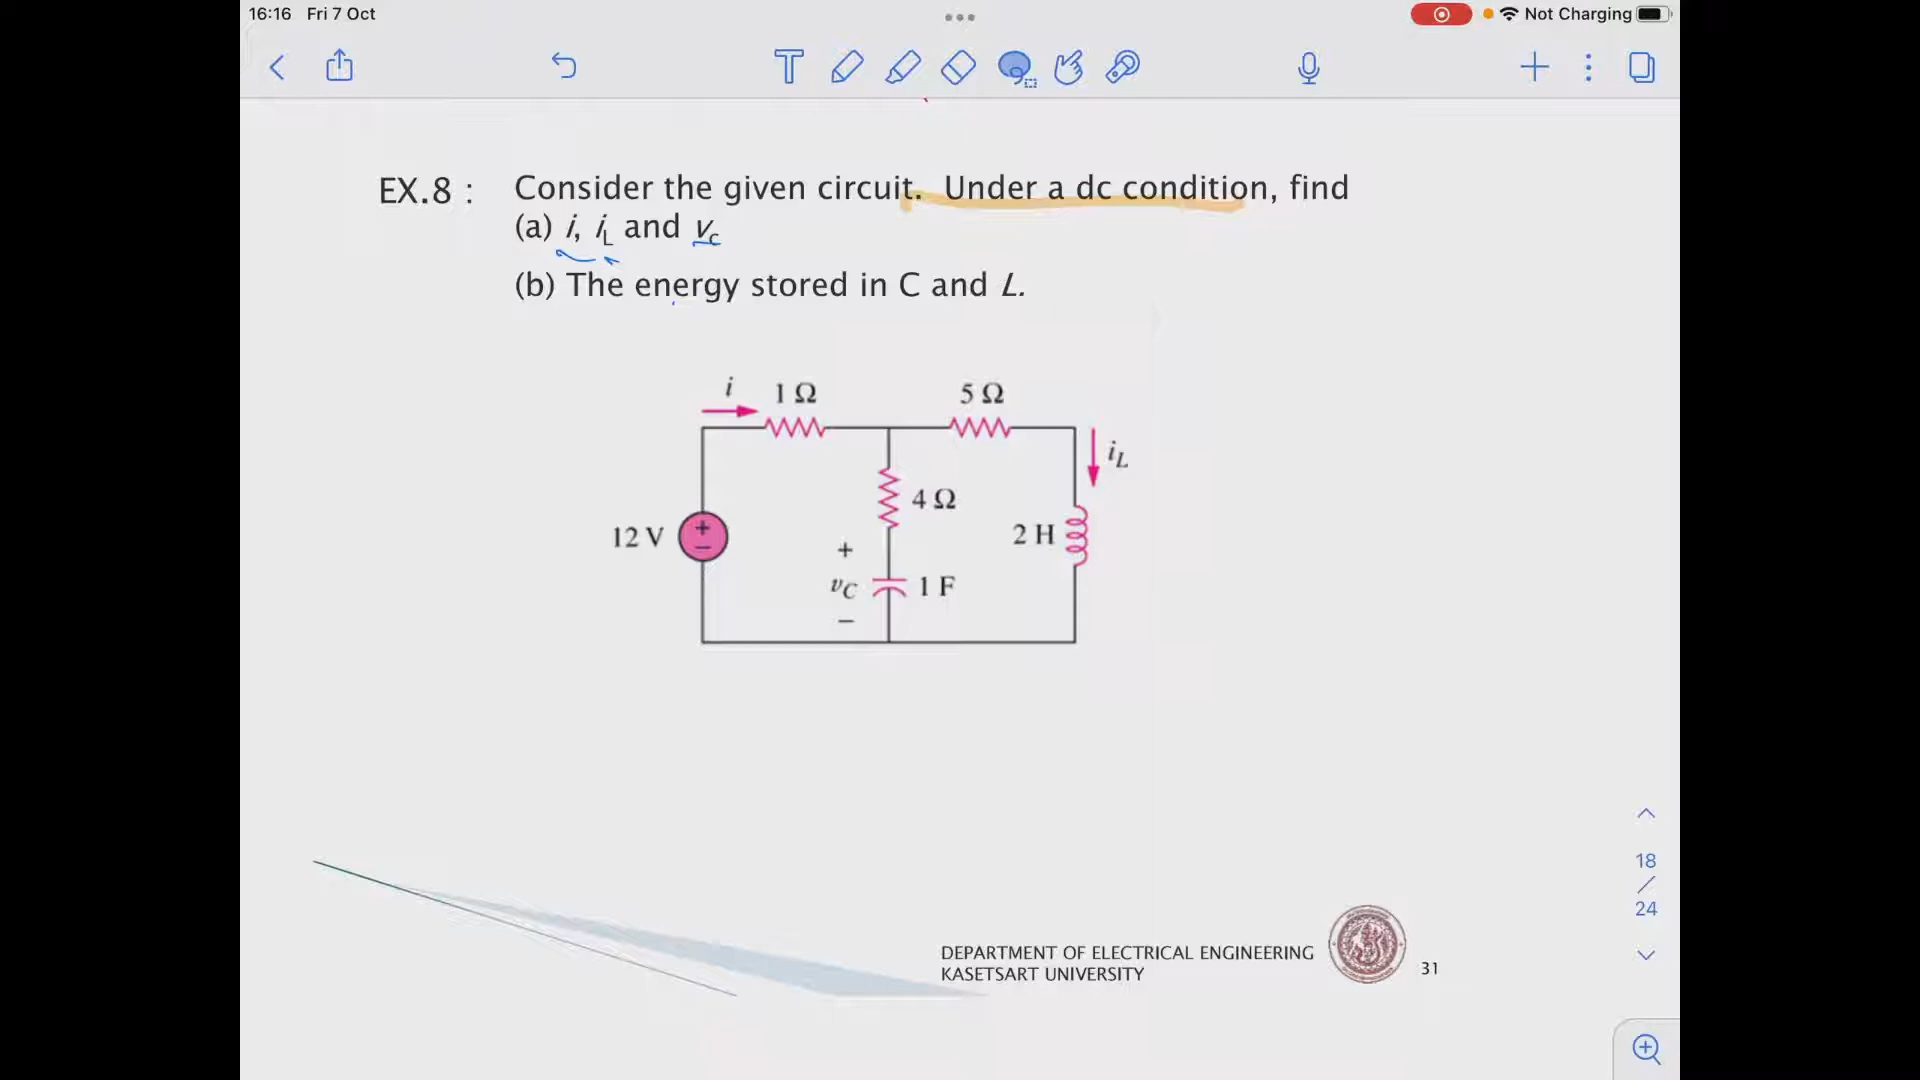 16:16 Fri 7 Oct
Not Charging
EX.8 : Consider the given circuit. Under a dc condition, find
(a) i, iL and vc
(b) The energy stored in C and L.
i 1 Ω 5 Ω
iL
4 Ω
12 V + −
2 H
+
vC 1 F
−
18
/
24
DEPARTMENT OF ELECTRICAL ENGINEERING
KASETSART UNIVERSITY
31